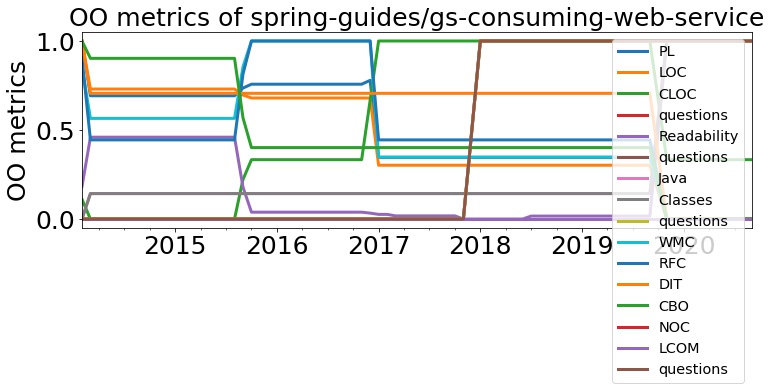 OO metrics of spring-guides/gs-consuming-web-service
OO metrics
1.0
0.5
0.0
2015
2016
2017
2018
2019
2020
PL
LOC
CLOC
questions
Readability
questions
Java
Classes
questions
WMC
RFC
DIT
CBO
NOC
LCOM
questions